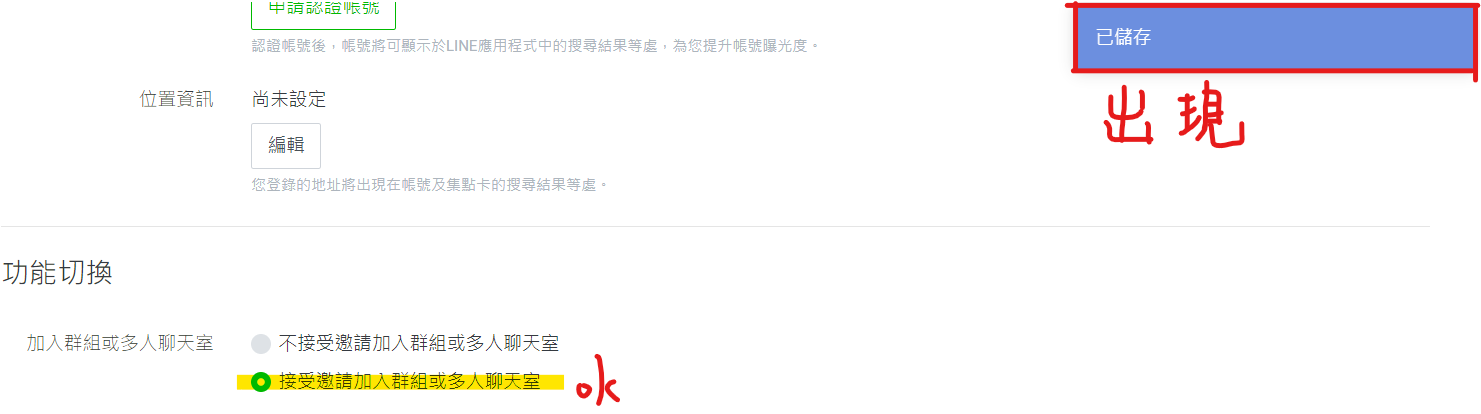 申請認證帳號
已儲存
認證帳號後，帳號將可顯示於LINE應用程式中的搜尋結果等處，為您提升帳號曝光度。
出現
位置資訊
尚未設定
編輯
您登錄的地址將出現在帳號及集點卡的搜尋結果等處。
功能切換
加入群組或多人聊天室
不接受邀請加入群組或多人聊天室
接受邀請加入群組或多人聊天室
ok